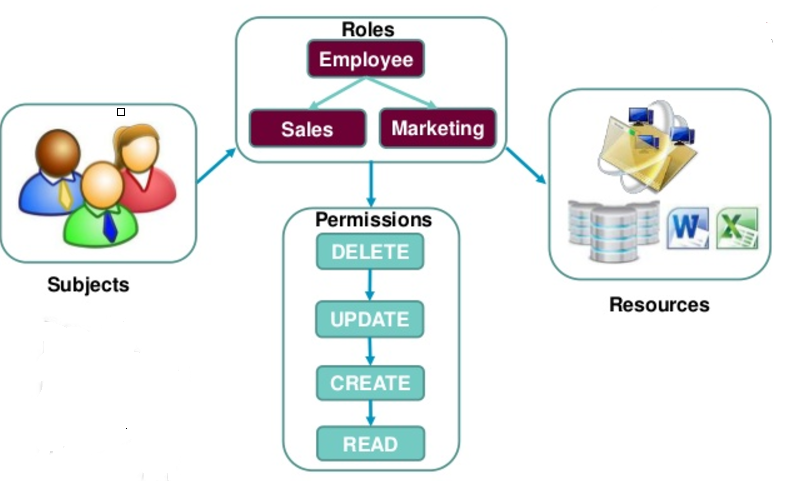 Roles
Employee
Sales
Marketing
Subjects
Permissions
DELETE
UPDATE
CREATE
READ
W
X
Resources